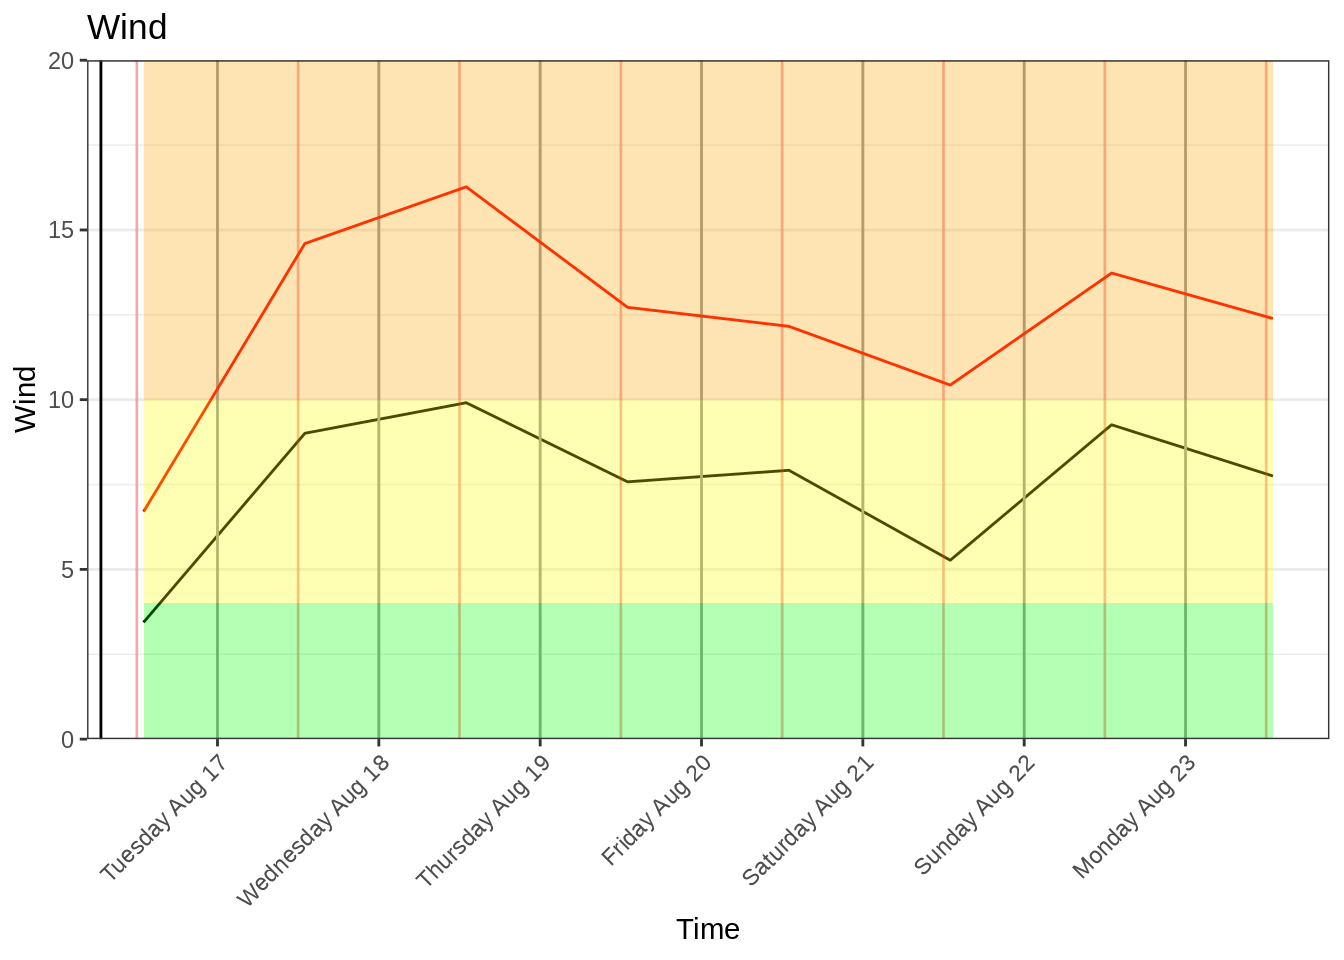 Wind
20
15
10
5
0
Wind
Tuesday Aug 17
Wednesday Aug 18
Thursday Aug 19
Friday Aug 20
Saturday Aug 21
Sunday Aug 22
Monday Aug 23
Time